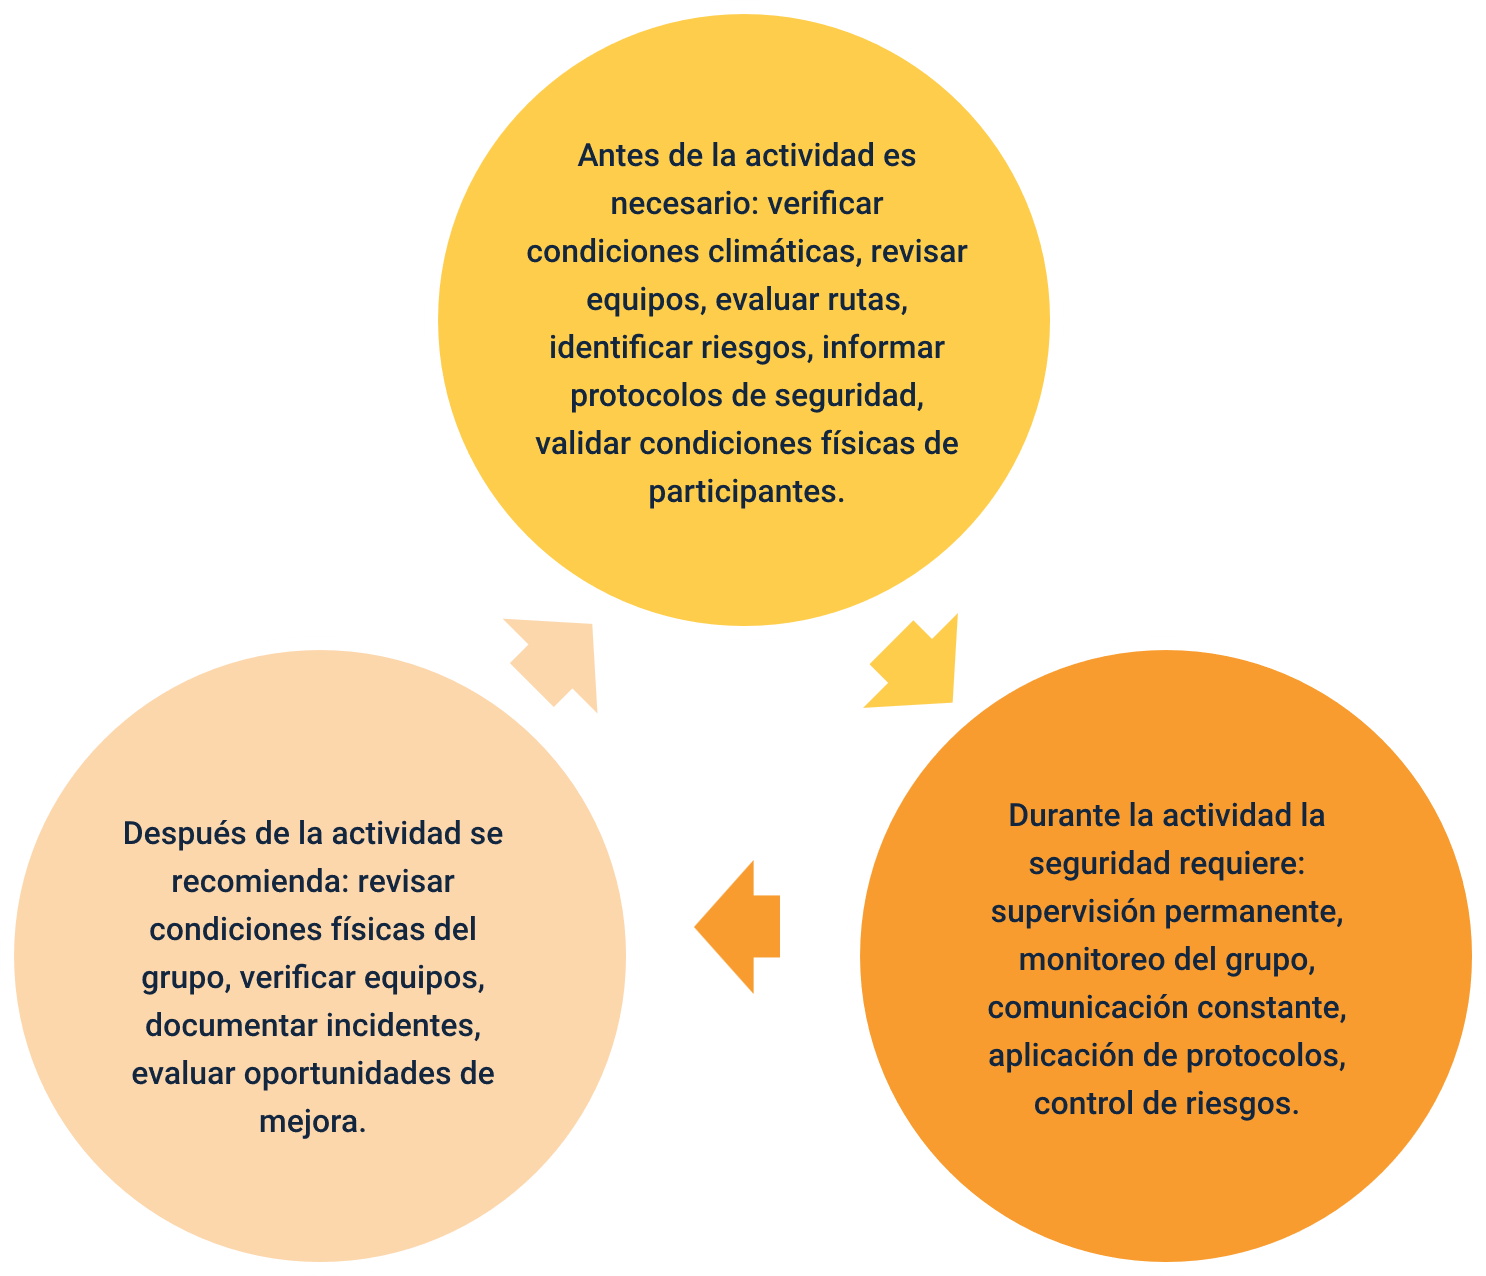 Antes de la actividad es
necesario: verificar
condiciones climáticas, revisar
equipos, evaluar rutas,
identificar riesgos, informar
protocolos de seguridad,
validar condiciones físicas de
participantes.
Durante la actividad la
seguridad requiere:
supervisión permanente,
monitoreo del grupo,
comunicación constante,
aplicación de protocolos,
control de riesgos.
Después de la actividad se
recomienda: revisar
condiciones físicas del
grupo, verificar equipos,
documentar incidentes,
evaluar oportunidades de
mejora.